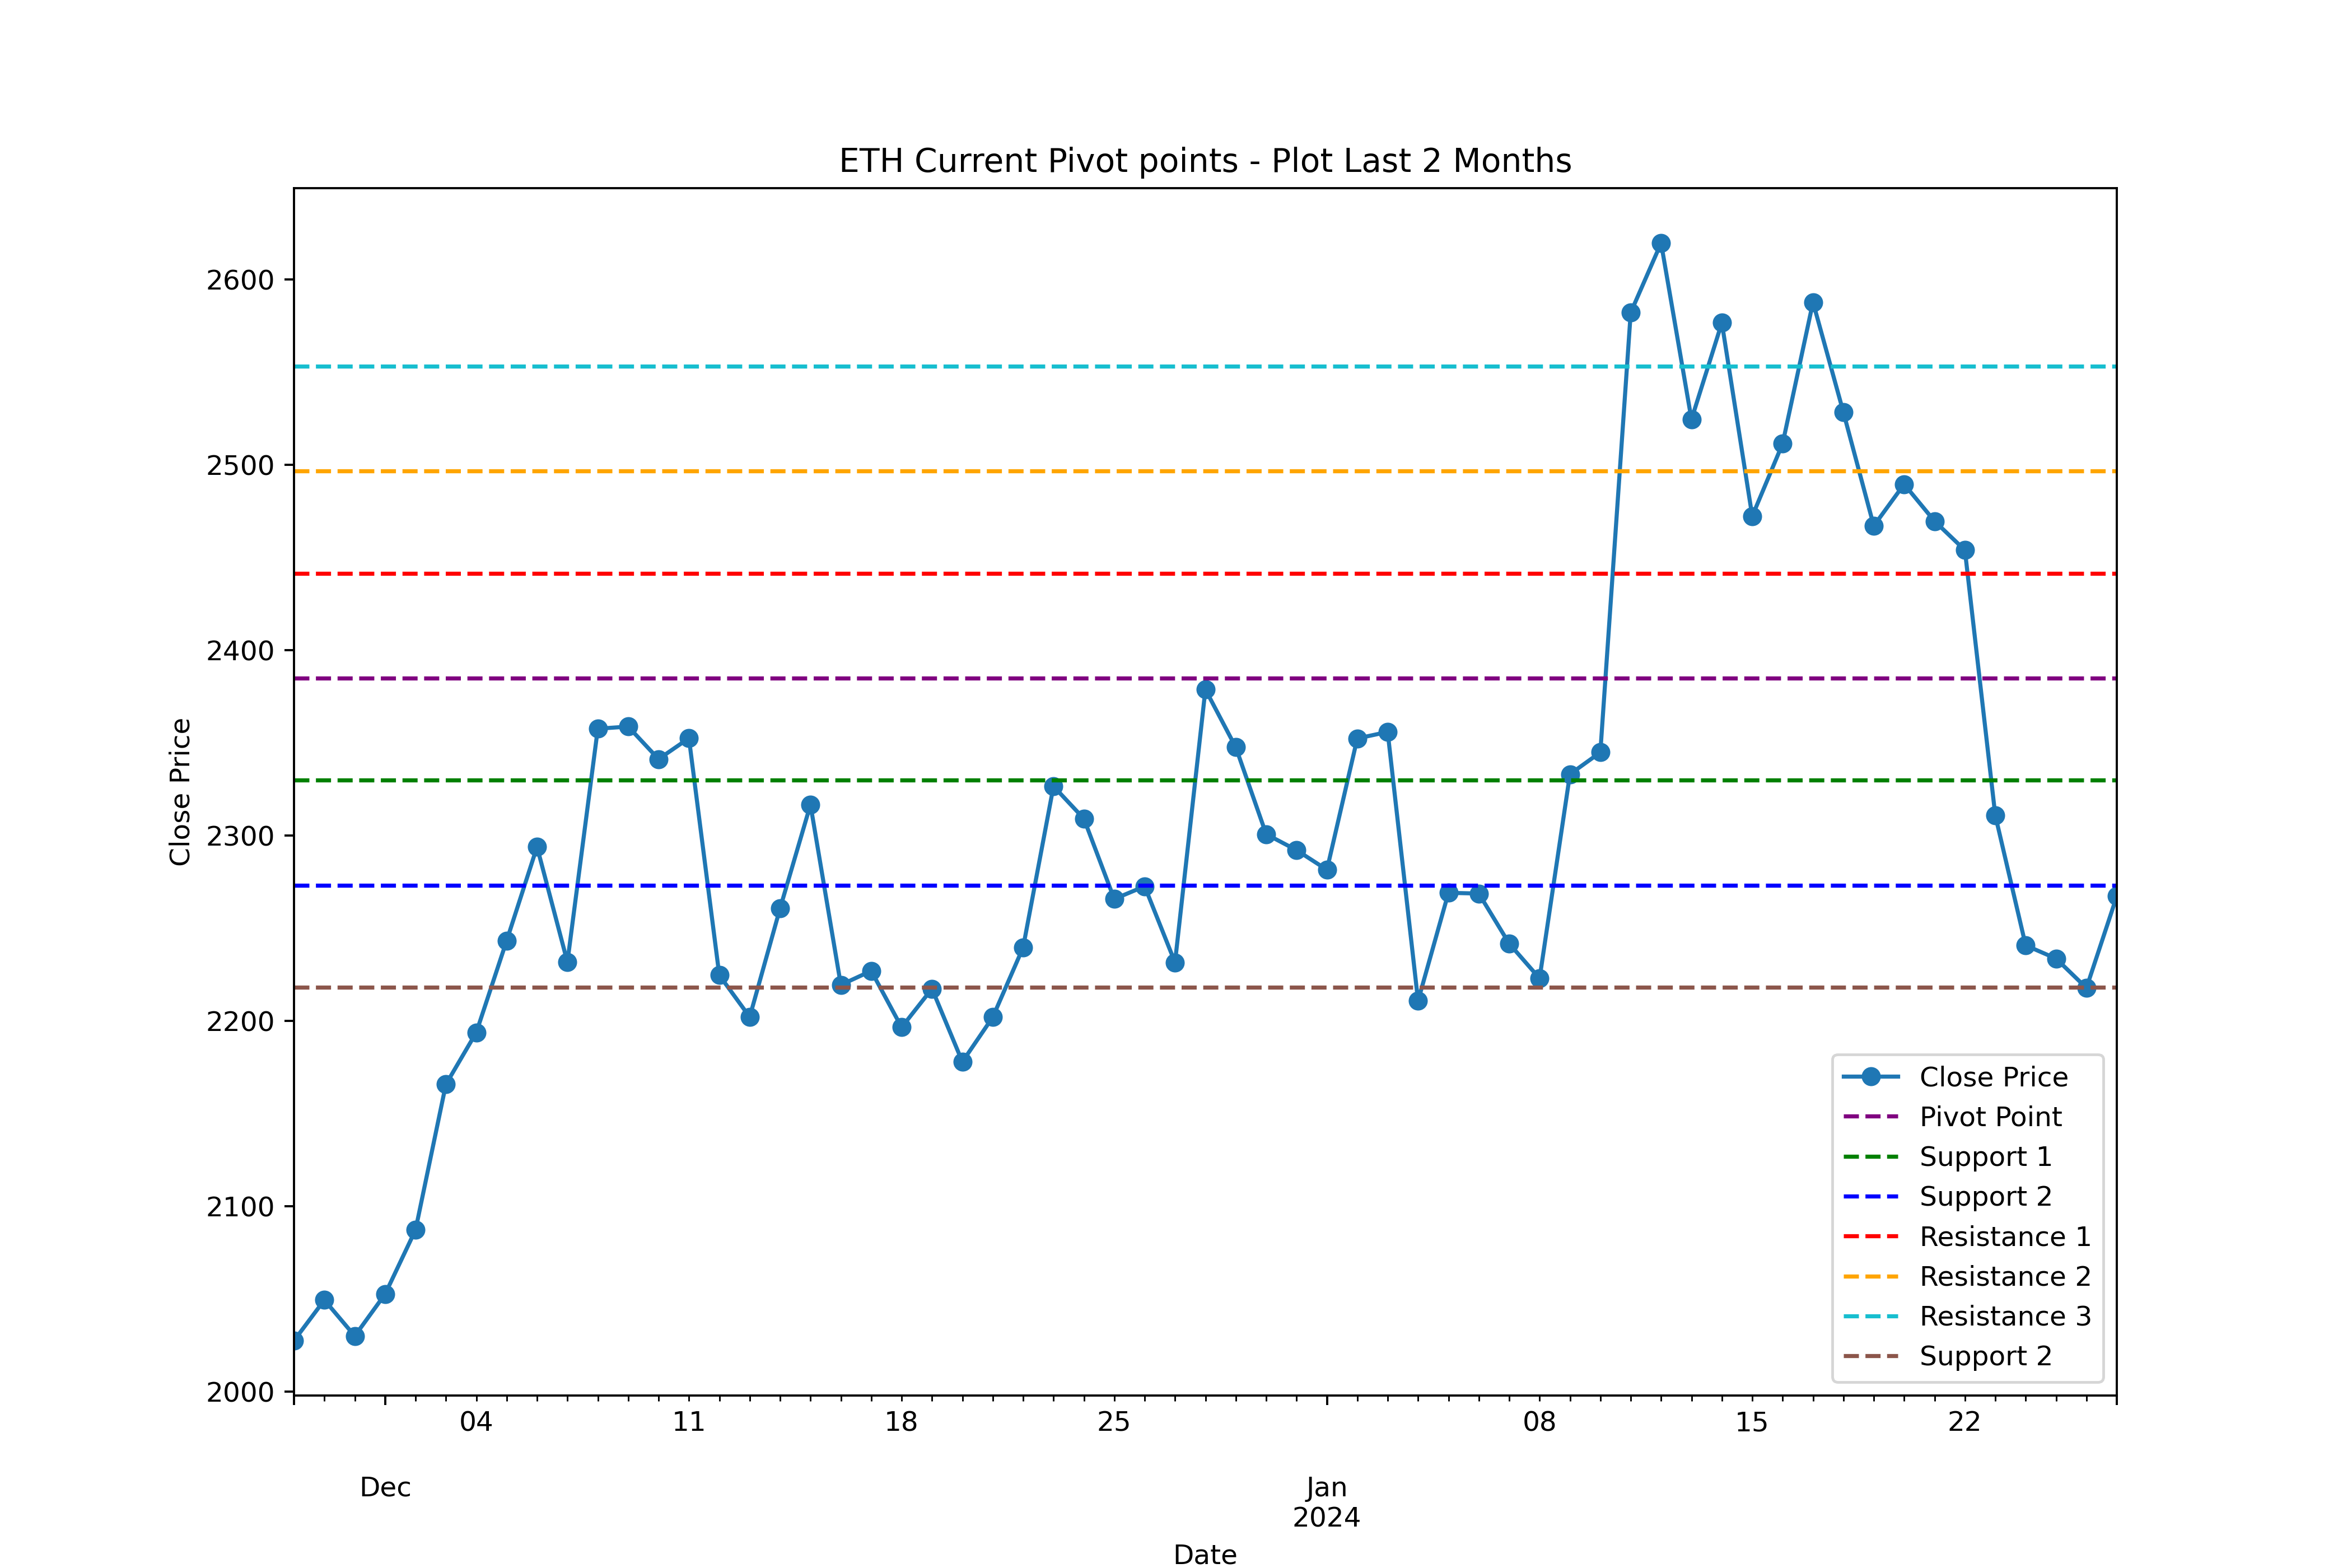 ETH Current Pivot points - Plot Last 2 Months
2600
2500
2400
2300
2200
2100
2000
Close Price
Close Price
Pivot Point
Support 1
Support 2
Resistance 1
Resistance 2
Resistance 3
Support 2
04 11 18 25 08 15 22
Dec Jan
2024
Date